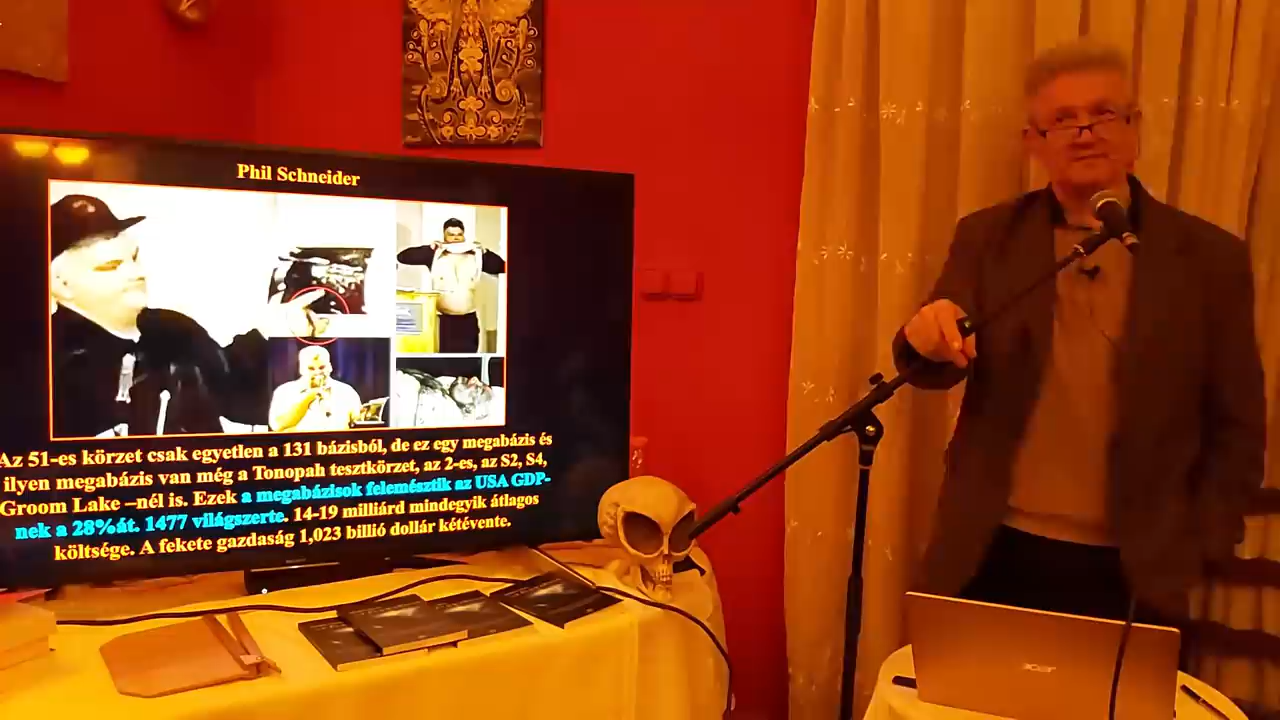 Phil Schneider
Az 51-es körzet csak egyetlen a 131 bázisból, de ez egy megabázis és
ilyen megabázis van még a Tonopah tesztkörzet, az 2-es, az S2, S4,
Groom Lake –nél is. Ezek a megabázisok felemésztik az USA GDP-
nek a 28%át. 1477 világszerte. 14-19 milliárd mindegyik átlagos
költsége. A fekete gazdaság 1,023 billió dollár kétévente.
acer